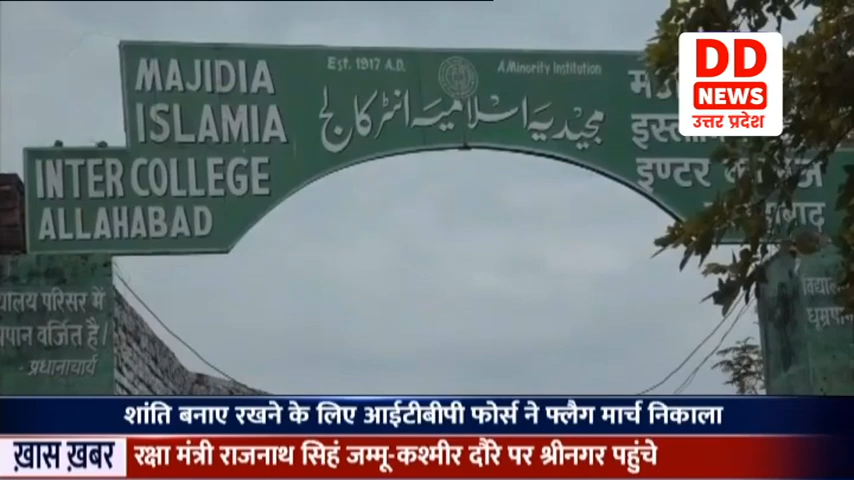 MAJIDIA
ISLAMIA
INTER COLLEGE
ALLAHABAD
Est. 1917 A.D.
A Minority Institution
مجیدیہ اسلامیہ انٹر کالج
इण्टर
परिसर में
वर्जित है।
-प्रधानाचार्य
DD
NEWS
उत्तर प्रदेश
शांति बनाए रखने के लिए आईटीबीपी फोर्स ने फ्लैग मार्च निकाला
ख़ास ख़बर
रक्षा मंत्री राजनाथ सिहं जम्मू-कश्मीर दौरे पर श्रीनगर पहुंचे